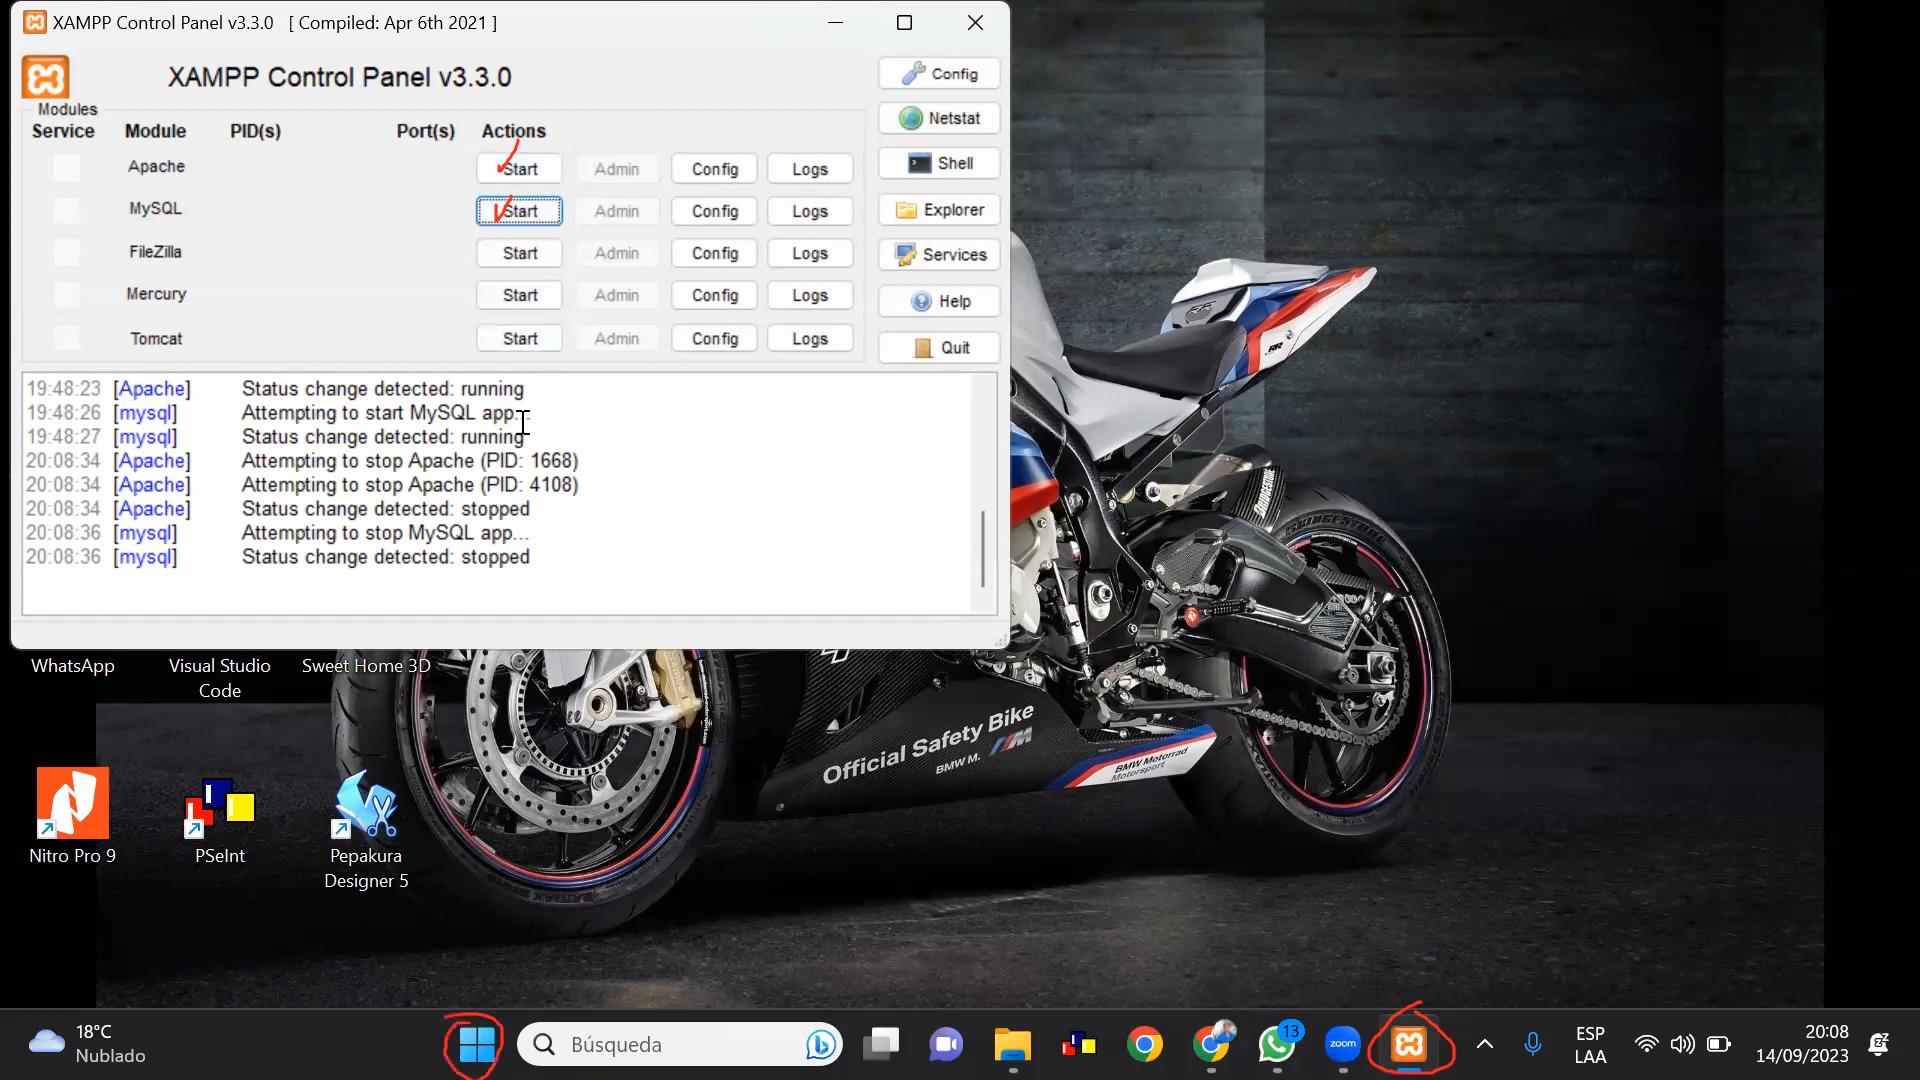 XAMPP Control Panel v3.3.0 [ Compiled: Apr 6th 2021 ]
XAMPP Control Panel v3.3.0
Config
Modules
Service Module PID(s) Port(s) Actions
Netstat
Apache Start Admin Config Logs
Shell
MySQL Start Admin Config Logs
Explorer
FileZilla Start Admin Config Logs
Services
Mercury Start Admin Config Logs
Help
Tomcat Start Admin Config Logs
Quit
19:48:23 [Apache] Status change detected: running
19:48:26 [mysql] Attempting to start MySQL app...
19:48:27 [mysql] Status change detected: running
20:08:34 [Apache] Attempting to stop Apache (PID: 1668)
20:08:34 [Apache] Attempting to stop Apache (PID: 4108)
20:08:34 [Apache] Status change detected: stopped
20:08:36 [mysql] Attempting to stop MySQL app...
20:08:36 [mysql] Status change detected: stopped
WhatsApp
Visual Studio
Code
Sweet Home 3D
Nitro Pro 9
PSeInt
Pepakura
Designer 5
RR
BRIDGESTONE
BRIDGESTONE
Official Safety Bike
BMW M.
M
BMW Motorrad
Motorsport
18°C
Nublado
Búsqueda
13
zoom
ESP
LAA
20:08
14/09/2023